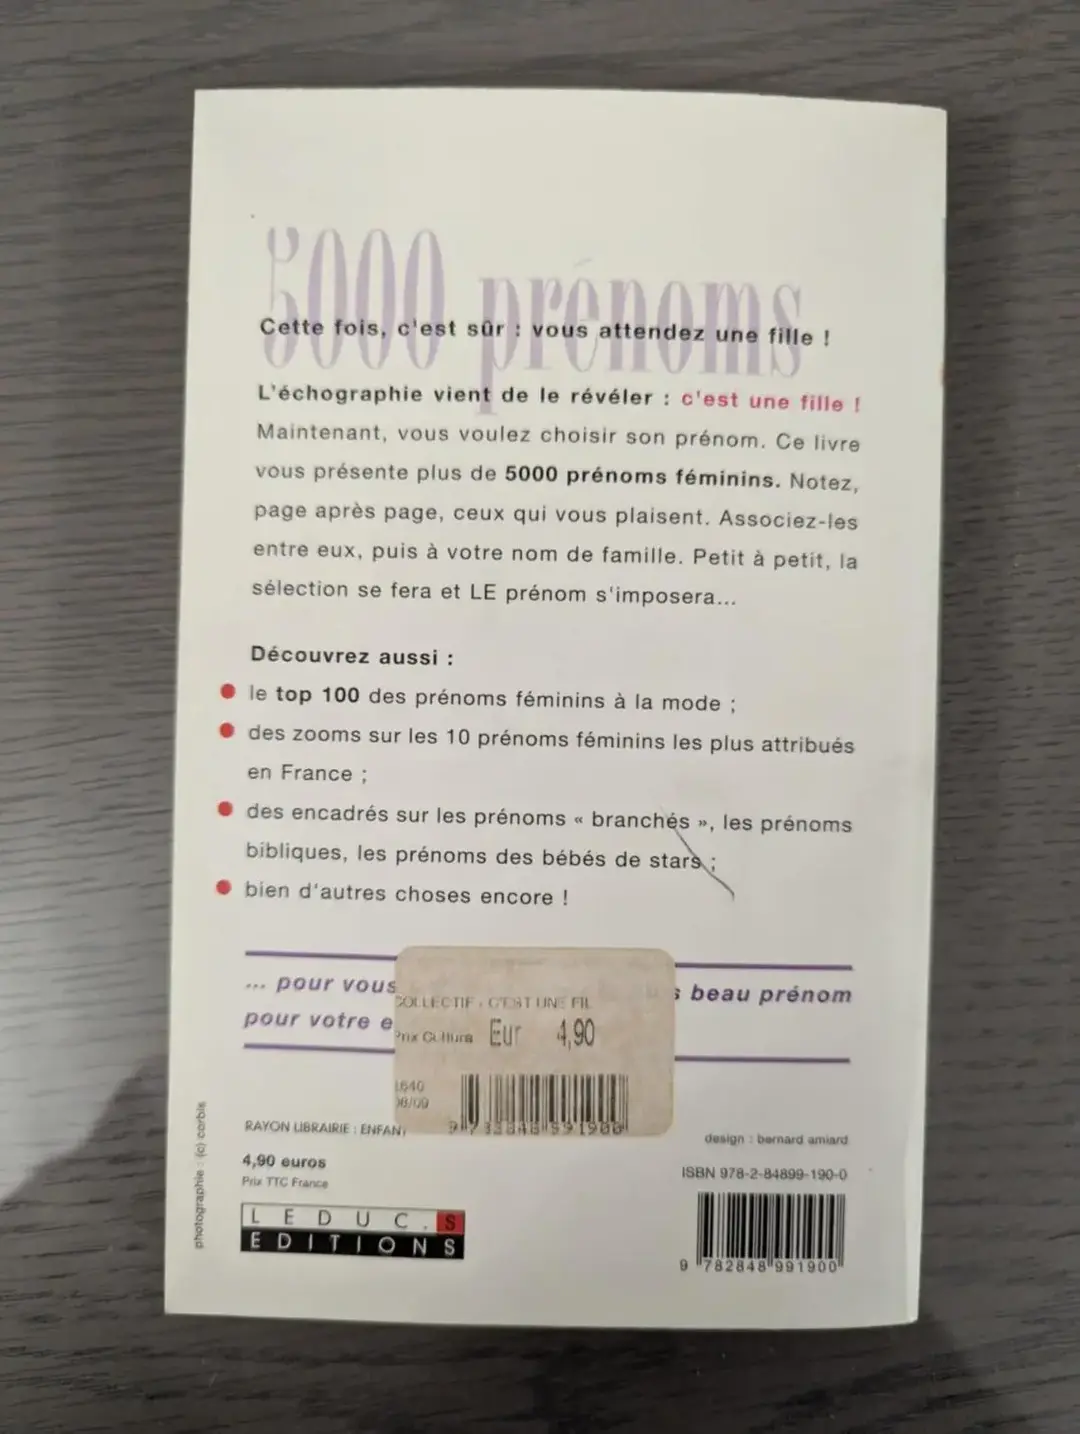 5000 prénoms
Cette fois, c'est sûr : vous attendez une fille !
L'échographie vient de le révéler : c'est une fille !
Maintenant, vous voulez choisir son prénom. Ce livre
vous présente plus de 5000 prénoms féminins. Notez,
page après page, ceux qui vous plaisent. Associez-les
entre eux, puis à votre nom de famille. Petit à petit, la
sélection se fera et LE prénom s'imposera...
Découvrez aussi :
le top 100 des prénoms féminins à la mode ;
des zooms sur les 10 prénoms féminins les plus attribués
en France ;
des encadrés sur les prénoms « branchés », les prénoms
bibliques, les prénoms des bébés de stars ;
bien d'autres choses encore !
... pour vous
s beau prénom
pour votre e
COLLECTIF - C'EST UNE FIL
Prix Cultura Eur 4,90
1640
08/09
RAYON LIBRAIRIE : ENFAN
4,90 euros
Prix TTC France
LEDUC.S
EDITIONS
photographie : (c) corbis
design : bernard amiard
ISBN 978-2-84899-190-0
9 782848 991900